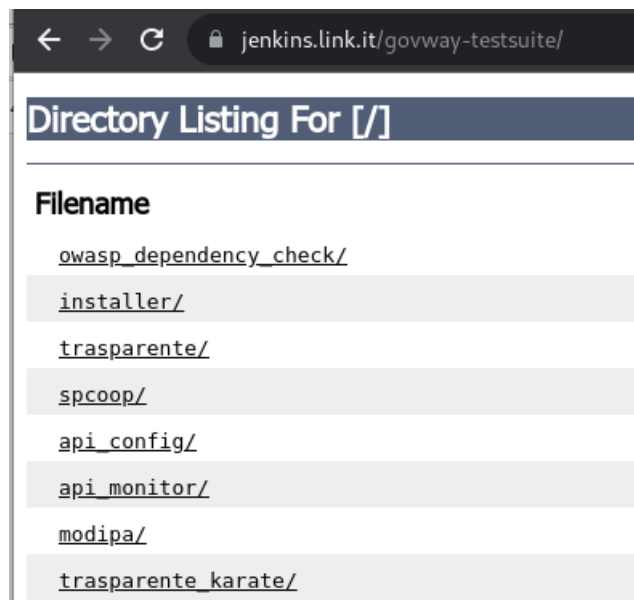 jenkins.link.it/govway-testsuite/
Directory Listing For [/]
Filename
owasp_dependency_check/
installer/
trasparente/
spcoop/
api_config/
api_monitor/
modipa/
trasparente_karate/